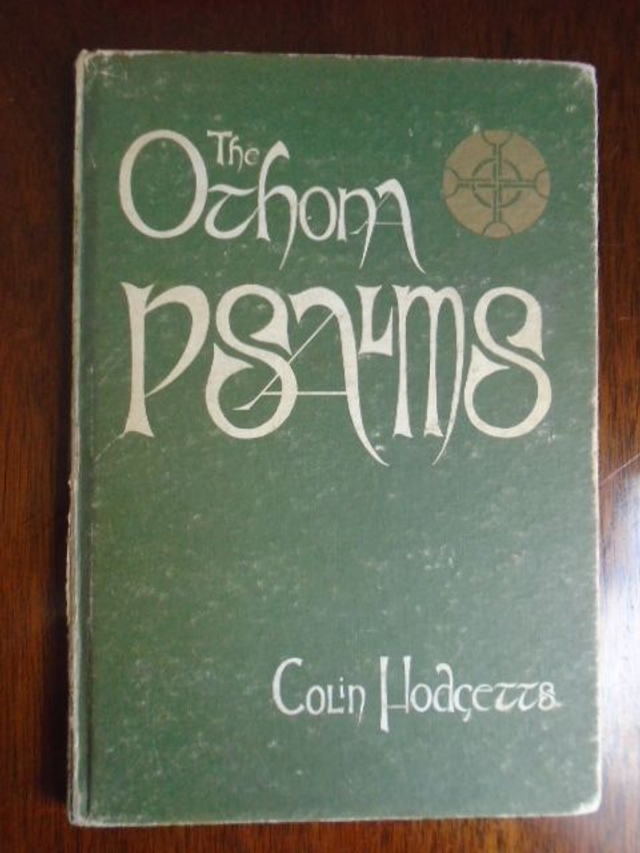 The
Othona
PSALMS
Colin Hodgetts